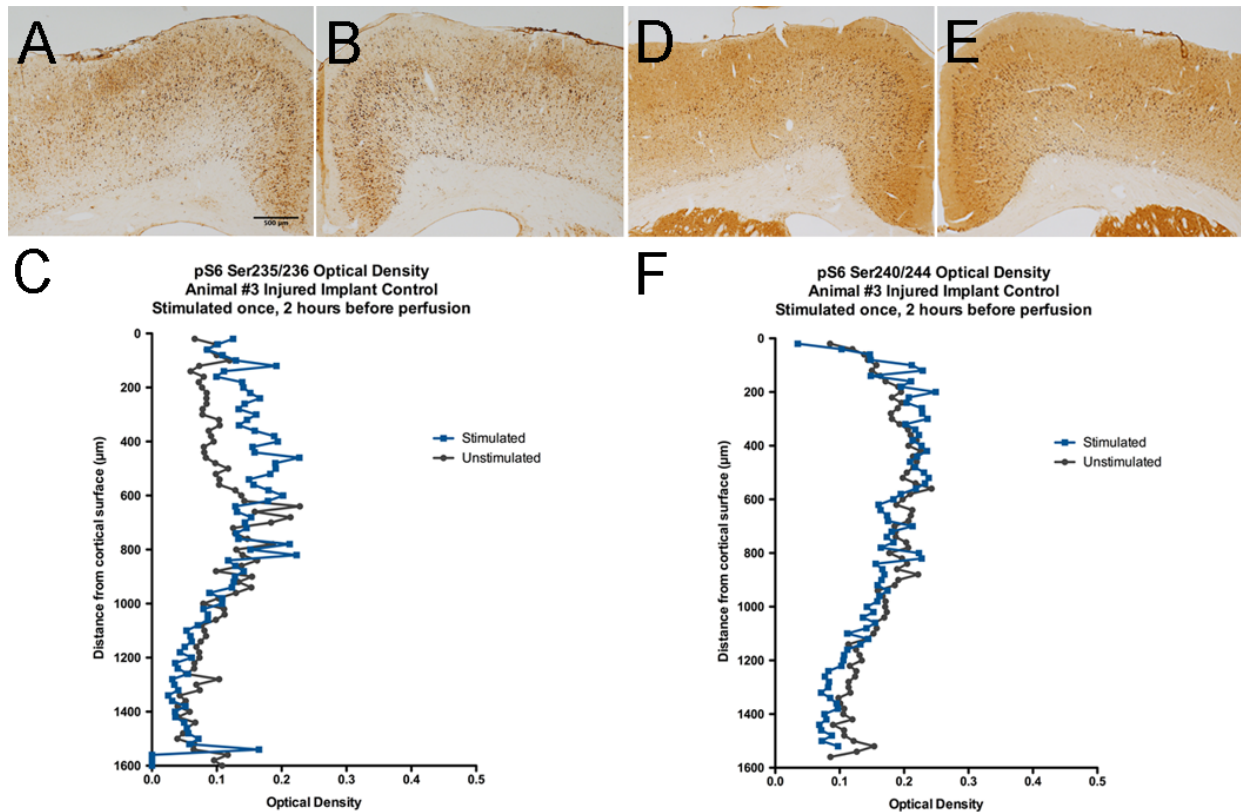 A
B
D
E
500 µm
C
pS6 Ser235/236 Optical Density
Animal #3 Injured Implant Control
Stimulated once, 2 hours before perfusion
0
200
400
600
800
1000
1200
1400
1600
Distance from cortical surface (µm)
0.0
0.1
0.2
0.3
0.4
0.5
Optical Density
Stimulated
Unstimulated
F
pS6 Ser240/244 Optical Density
Animal #3 Injured Implant Control
Stimulated once, 2 hours before perfusion
0
200
400
600
800
1000
1200
1400
1600
Distance from cortical surface (µm)
0.0
0.1
0.2
0.3
0.4
0.5
Optical Density
Stimulated
Unstimulated